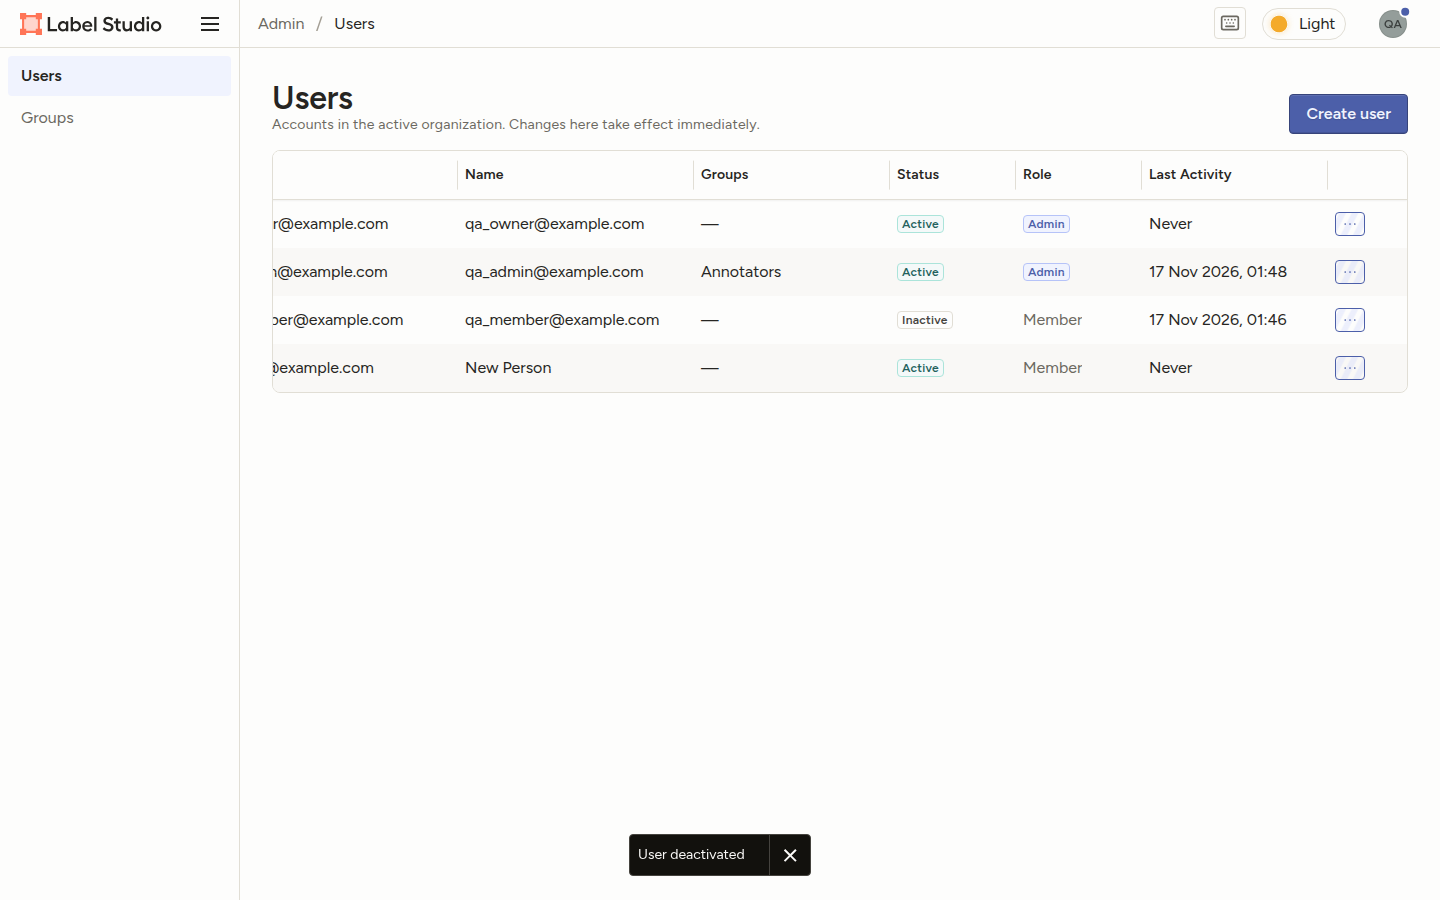 Label Studio
Admin / Users
Light
QA
Users
Groups
Users
Accounts in the active organization. Changes here take effect immediately.
Create user
Name Groups Status Role Last Activity
r@example.com qa_owner@example.com — Active Admin Never ...
@example.com qa_admin@example.com Annotators Active Admin 17 Nov 2026, 01:48 ...
ber@example.com qa_member@example.com — Inactive Member 17 Nov 2026, 01:46 ...
@example.com New Person — Active Member Never ...
User deactivated